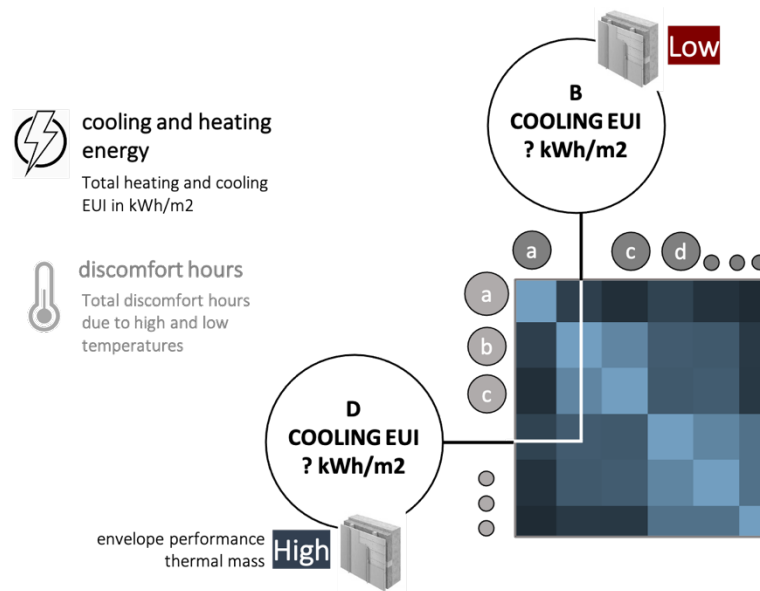 Low
B
COOLING EUI
? kWh/m2
cooling and heating
energy
Total heating and cooling
EUI in kWh/m2
a
c
d
discomfort hours
Total discomfort hours
due to high and low
temperatures
a
b
c
D
COOLING EUI
? kWh/m2
envelope performance
thermal mass
High